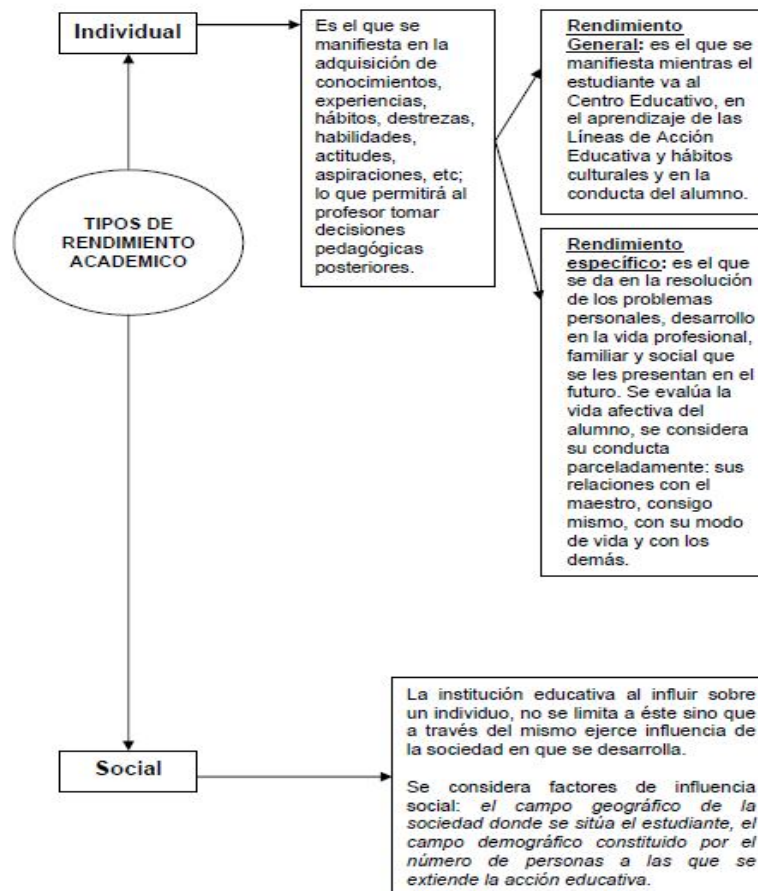 Individual
Es el que se
manifiesta en la
adquisición de
conocimientos,
experiencias,
hábitos, destrezas,
habilidades,
actitudes,
aspiraciones, etc;
lo que permitirá al
profesor tomar
decisiones
pedagógicas
posteriores.
Rendimiento
General: es el que se
manifiesta mientras el
estudiante va al
Centro Educativo, en
el aprendizaje de las
Líneas de Acción
Educativa y hábitos
culturales y en la
conducta del alumno.
TIPOS DE
RENDIMIENTO
ACADEMICO
Rendimiento
específico: es el que
se da en la resolución
de los problemas
personales, desarrollo
en la vida profesional,
familiar y social que
se les presentan en el
futuro. Se evalúa la
vida afectiva del
alumno, se considera
su conducta
parceladamente: sus
relaciones con el
maestro, consigo
mismo, con su modo
de vida y con los
demás.
Social
La institución educativa al influir sobre
un individuo, no se limita a éste sino que
a través del mismo ejerce influencia de
la sociedad en que se desarrolla.
Se considera factores de influencia
social: el campo geográfico de la
sociedad donde se sitúa el estudiante, el
campo demográfico constituido por el
número de personas a las que se
extiende la acción educativa.